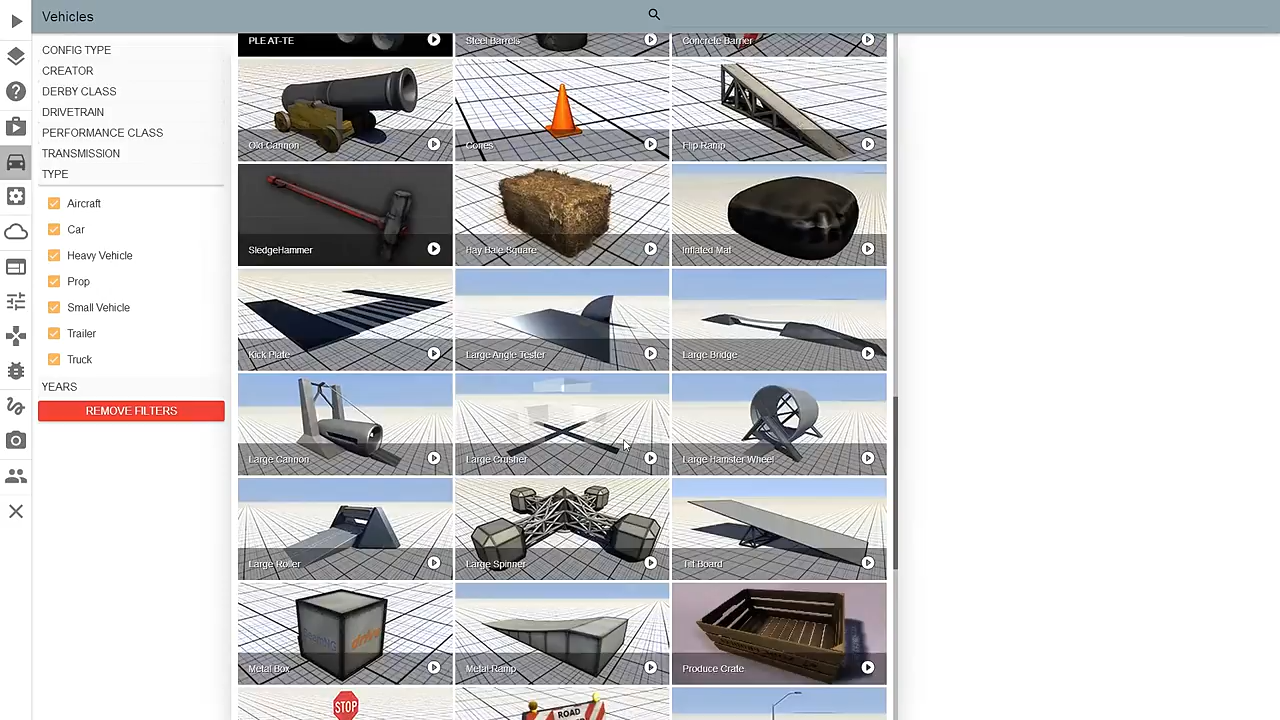 Vehicles
CONFIG TYPE
CREATOR
DERBY CLASS
DRIVETRAIN
PERFORMANCE CLASS
TRANSMISSION
TYPE
Aircraft
Car
Heavy Vehicle
Prop
Small Vehicle
Trailer
Truck
YEARS
REMOVE FILTERS
PLE AT-TE
Steel Barrels
Concrete Barrier
Old Cannon
Cones
Flip Ramp
SledgeHammer
Hay Bale Square
Inflated Mat
Kick Plate
Large Angle Tester
Large Bridge
Large Cannon
Large Crusher
Large Hamster Wheel
Large Roller
Large Spinner
Tilt Board
Metal Box
Metal Ramp
Produce Crate
STOP
ROAD